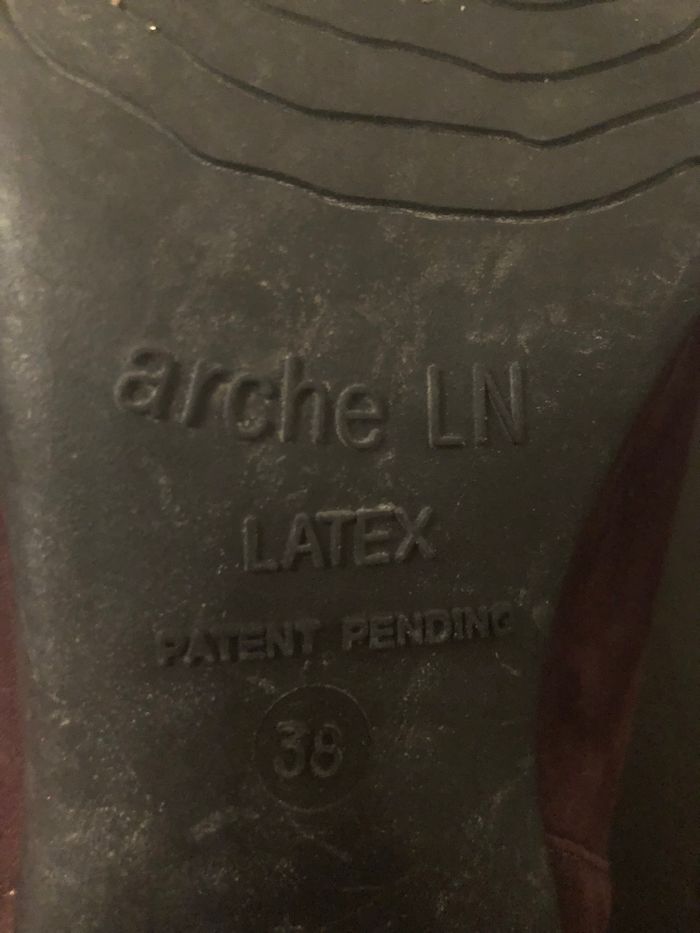 arche LN
LATEX
PATENT PENDING
38